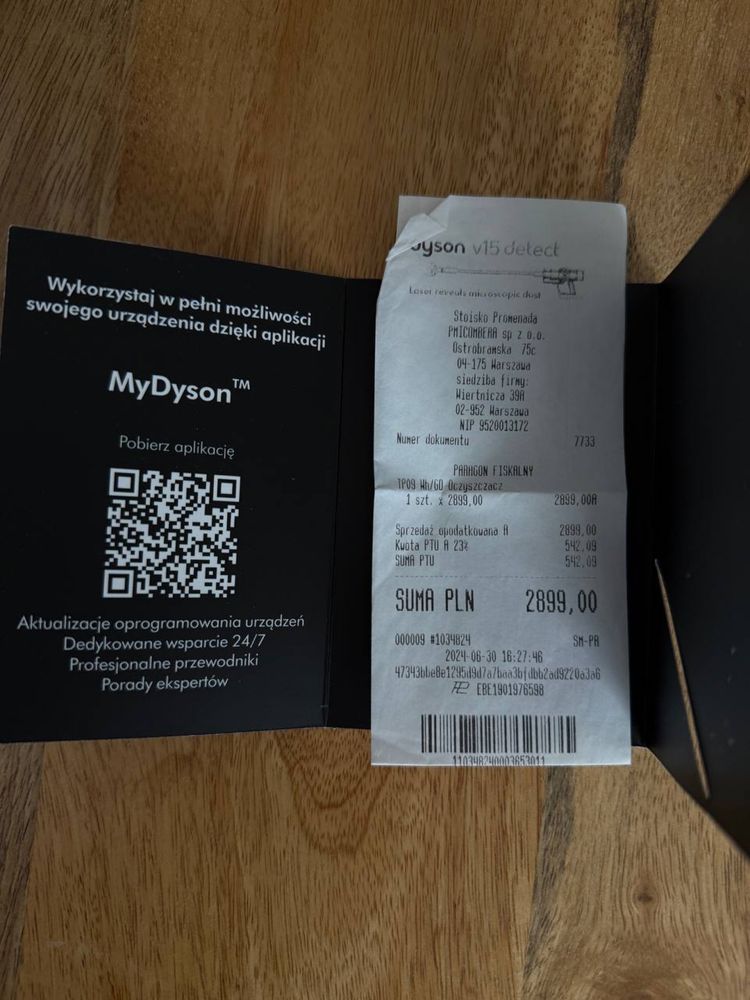 Wykorzystaj w pełni możliwości
swojego urządzenia dzięki aplikacji
MyDyson™
Pobierz aplikację
Aktualizacje oprogramowania urządzeń
Dedykowane wsparcie 24/7
Profesjonalne przewodniki
Porady ekspertów
dyson v15 detect
Laser reveals microscopic dust
Stoisko Promenada
PMICOMBERA sp z o.o.
Ostrobramska 75c
04-175 Warszawa
siedziba firmy:
Wiertnicza 39A
02-952 Warszawa
NIP 9520013172
Numer dokumentu 7733
PARAGON FISKALNY
TP09 Wh/GO Oczyszczacz
1 szt. x 2899,00 2899,00A
Sprzedaż opodatkowana A 2899,00
Kwota PTU A 23% 542,09
SUMA PTU 542,09
SUMA PLN 2899,00
000009 #1034824 SM-PR
2024-06-30 16:27:46
EBE1901976598